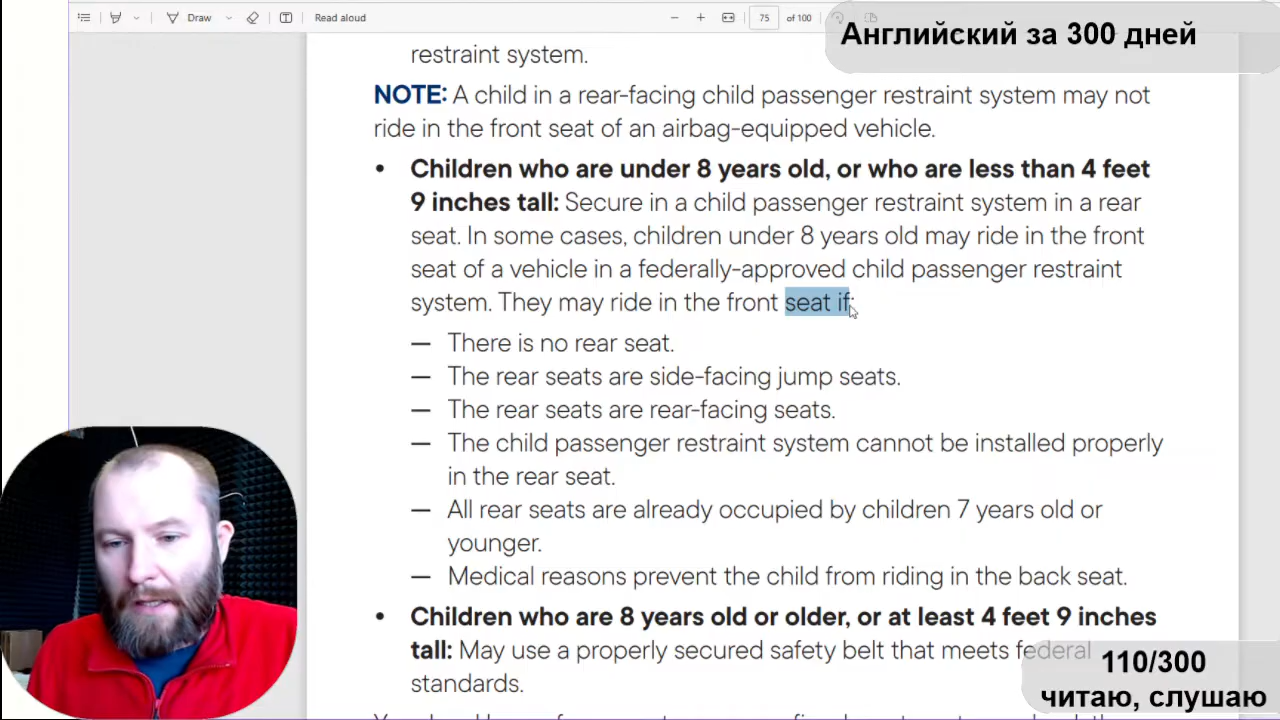 Draw
Read aloud
75
of 100
Английский за 300 дней
restraint system.
NOTE: A child in a rear-facing child passenger restraint system may not
ride in the front seat of an airbag-equipped vehicle.
• Children who are under 8 years old, or who are less than 4 feet
9 inches tall: Secure in a child passenger restraint system in a rear
seat. In some cases, children under 8 years old may ride in the front
seat of a vehicle in a federally-approved child passenger restraint
system. They may ride in the front seat if:
— There is no rear seat.
— The rear seats are side-facing jump seats.
— The rear seats are rear-facing seats.
— The child passenger restraint system cannot be installed properly
in the rear seat.
— All rear seats are already occupied by children 7 years old or
younger.
— Medical reasons prevent the child from riding in the back seat.
• Children who are 8 years old or older, or at least 4 feet 9 inches
tall: May use a properly secured safety belt that meets federal
standards.
110/300
читаю, слушаю